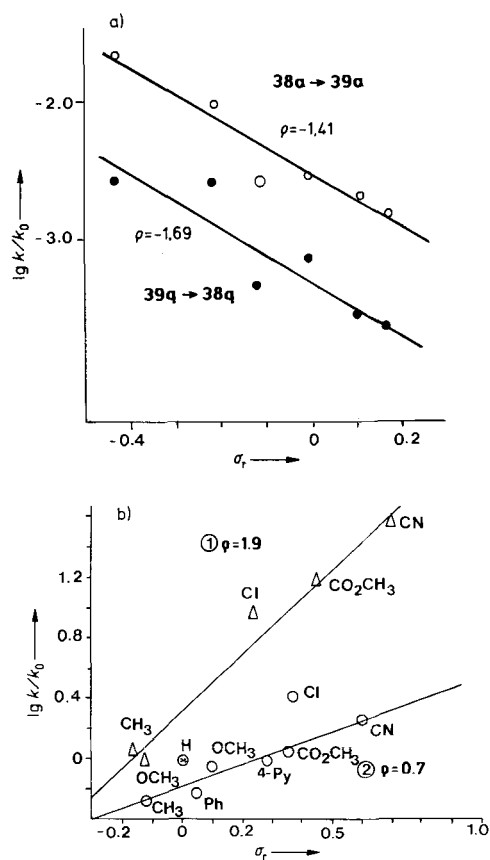 a)
-2.0
-3.0
lg k/k₀ →
38a → 39a
ρ=-1,41
ρ=-1,69
39q → 38q
-0.4
0
0.2
σᵣ →
b)
① ρ=1.9
CN
CO₂CH₃
Cl
1.2
0.8
0.4
0
lg k/k₀ →
Cl
CN
CH₃
H
OCH₃
CO₂CH₃
4-Py
OCH₃
CH₃
Ph
② ρ=0.7
-0.2
0
0.2
0.6
1.0
σᵣ →